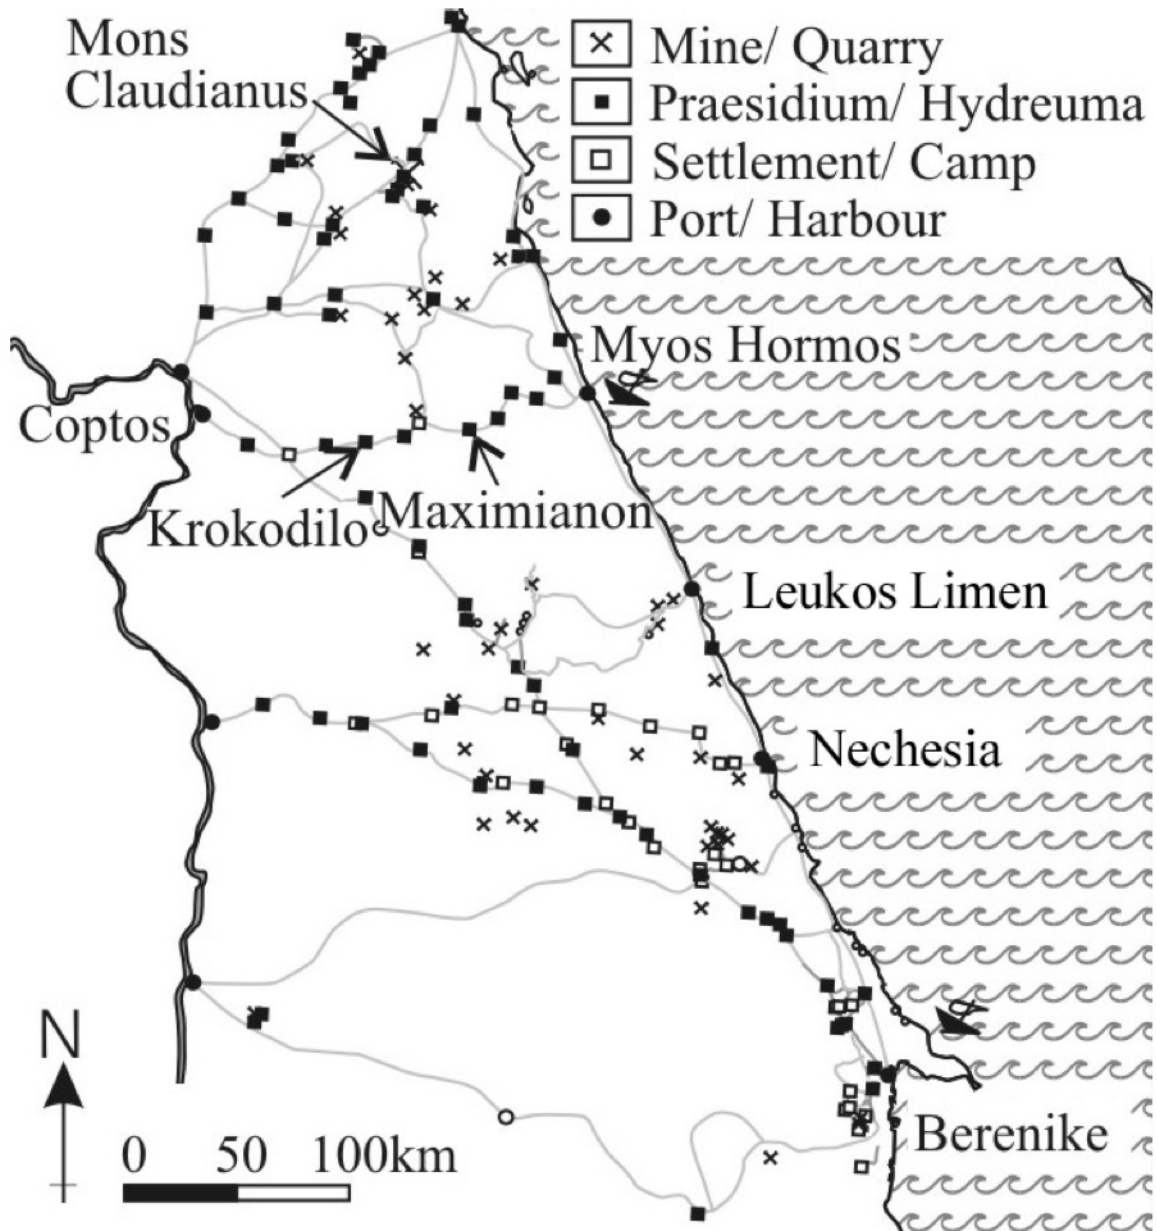 Mons
Claudianus
Mine/ Quarry
Praesidium/ Hydreuma
Settlement/ Camp
Port/ Harbour
Myos Hormos
Coptos
Krokodilo
Maximianon
Leukos Limen
Nechesia
Berenike
N
0 50 100km